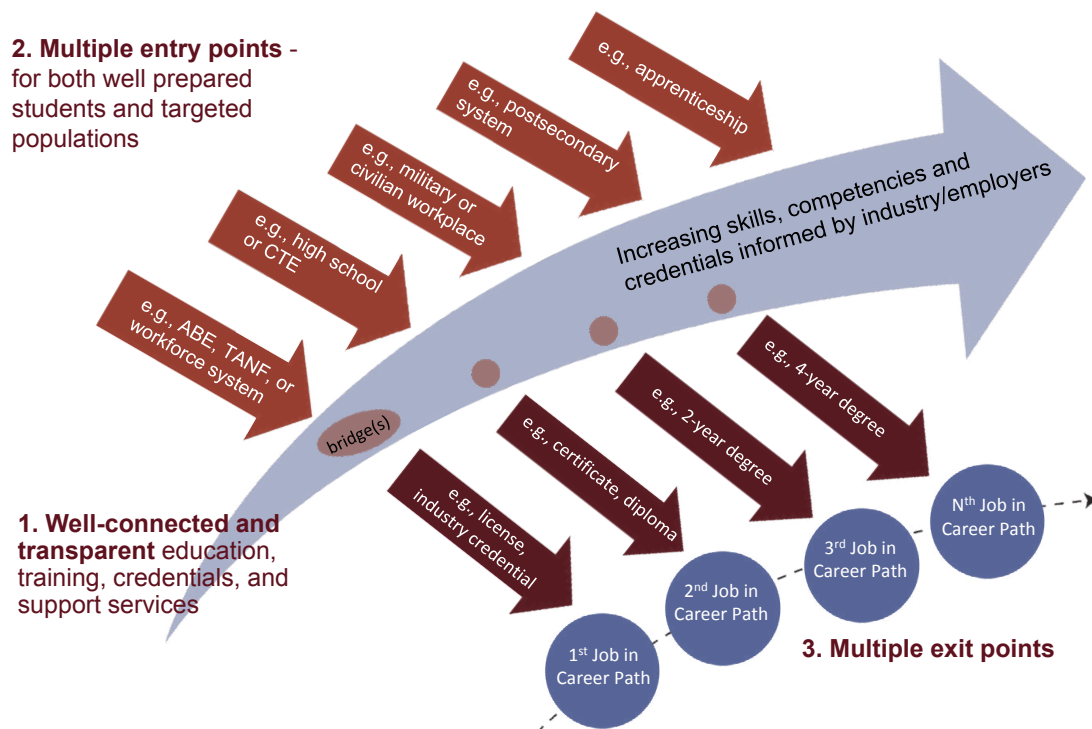 2. Multiple entry points -
for both well prepared
students and targeted
populations
e.g., apprenticeship
e.g., postsecondary
system
e.g., military or
civilian workplace
e.g., high school
or CTE
e.g., ABE, TANF, or
workforce system
Increasing skills, competencies and
credentials informed by industry/employers
bridge(s)
1. Well-connected and
transparent education,
training, credentials, and
support services
e.g., license,
industry credential
e.g., certificate, diploma
e.g., 2-year degree
e.g., 4-year degree
1st Job in
Career Path
2nd Job in
Career Path
3rd Job in
Career Path
Nth Job in
Career Path
3. Multiple exit points